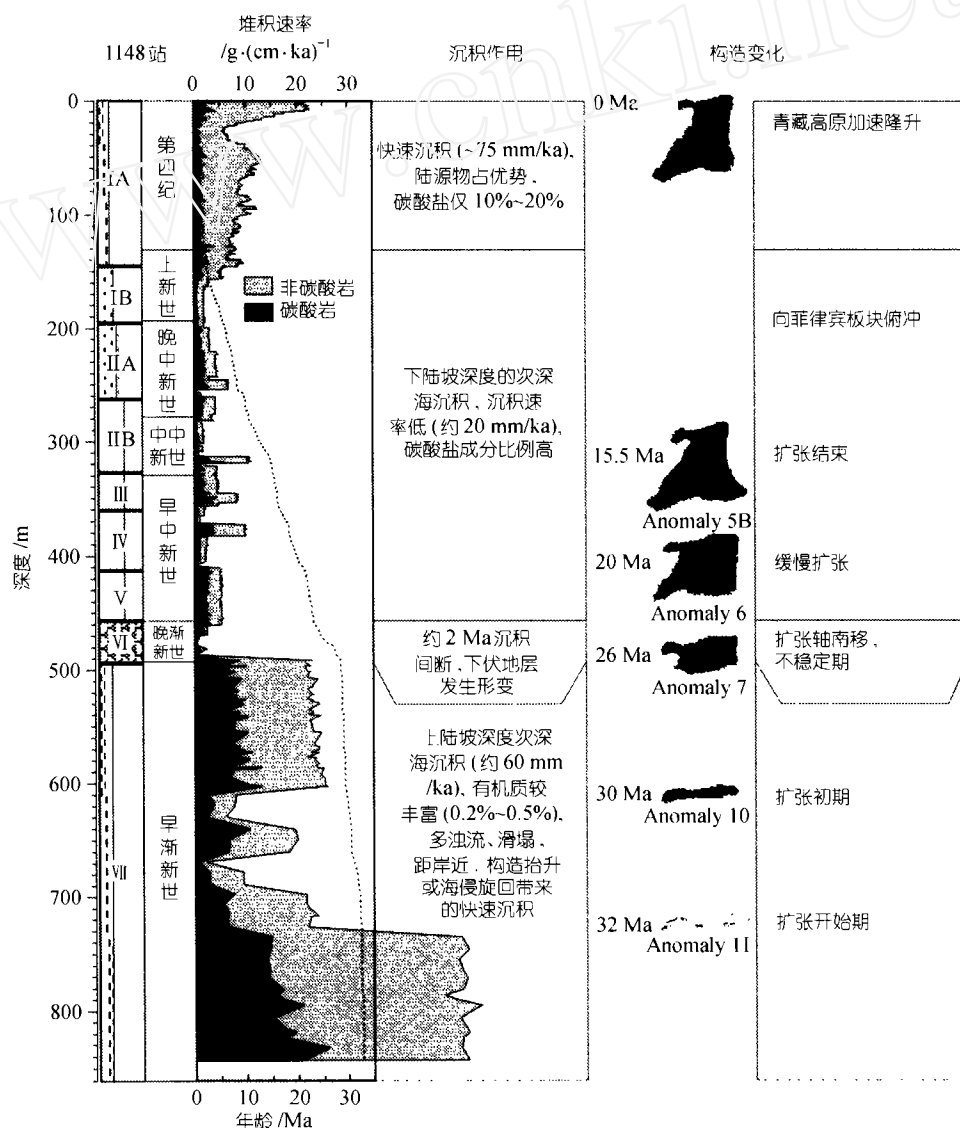 堆积速率
1148 站
/g·(cm·ka)⁻¹
沉积作用
构造变化
0 10 20 30
0
100
200
300
400
500
600
700
800
深度/m
ⅠA
ⅠB
ⅡA
ⅡB
Ⅲ
Ⅳ
Ⅴ
Ⅵ
Ⅶ
第四纪
上新世
晚中新世
中中新世
早中新世
晚渐新世
早渐新世
非碳酸岩
碳酸岩
0 10 20 30
年龄/Ma
快速沉积(~75 mm/ka),
陆源物占优势,
碳酸盐仅 10%~20%
下陆坡深度的次深
海沉积,沉积速
率低(约 20 mm/ka),
碳酸盐成分比例高
约 2 Ma 沉积
间断,下伏地层
发生形变
上陆坡深度次深
海沉积(约 60 mm
/ka),有机质较
丰富(0.2%~0.5%),
多浊流、滑塌,
距岸近,构造抬升
或海侵旋回带来
的快速沉积
0 Ma
青藏高原加速隆升
向菲律宾板块俯冲
15.5 Ma
扩张结束
Anomaly 5B
20 Ma
缓慢扩张
Anomaly 6
26 Ma
扩张轴南移,
不稳定期
Anomaly 7
30 Ma
扩张初期
Anomaly 10
32 Ma
扩张开始期
Anomaly 11
www.cnki.net